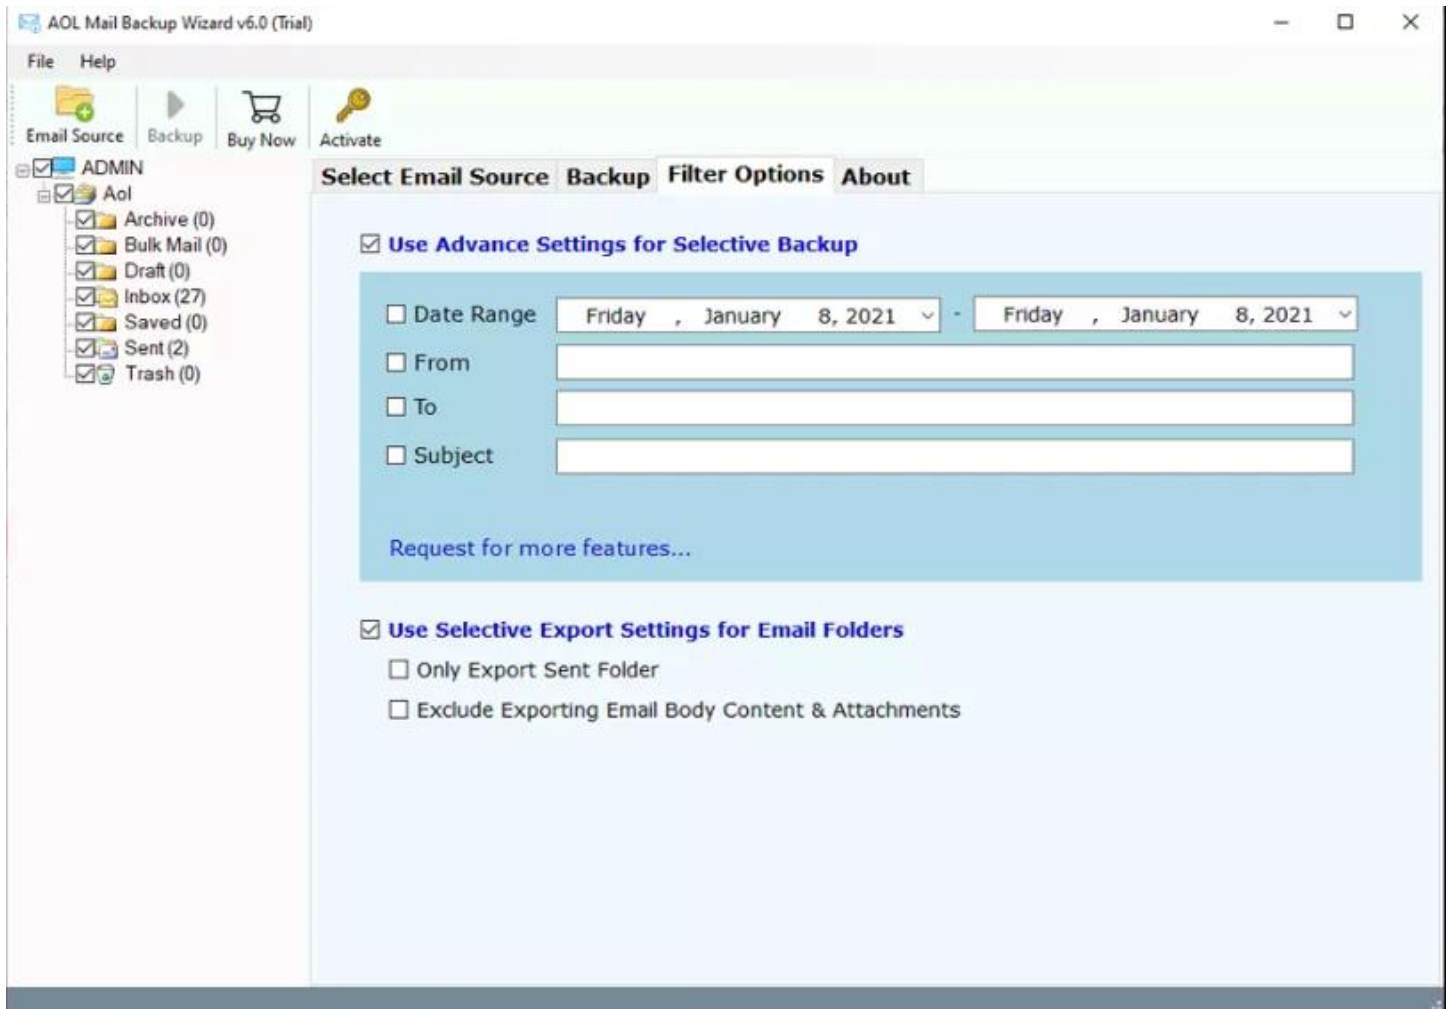 AOL Mail Backup Wizard v6.0 (Trial)
File Help
Email Source Backup Buy Now Activate
ADMIN
Aol
Archive (0)
Bulk Mail (0)
Draft (0)
Inbox (27)
Saved (0)
Sent (2)
Trash (0)
Select Email Source Backup Filter Options About
Use Advance Settings for Selective Backup
Date Range Friday , January 8, 2021 - Friday , January 8, 2021
From
To
Subject
Request for more features...
Use Selective Export Settings for Email Folders
Only Export Sent Folder
Exclude Exporting Email Body Content & Attachments